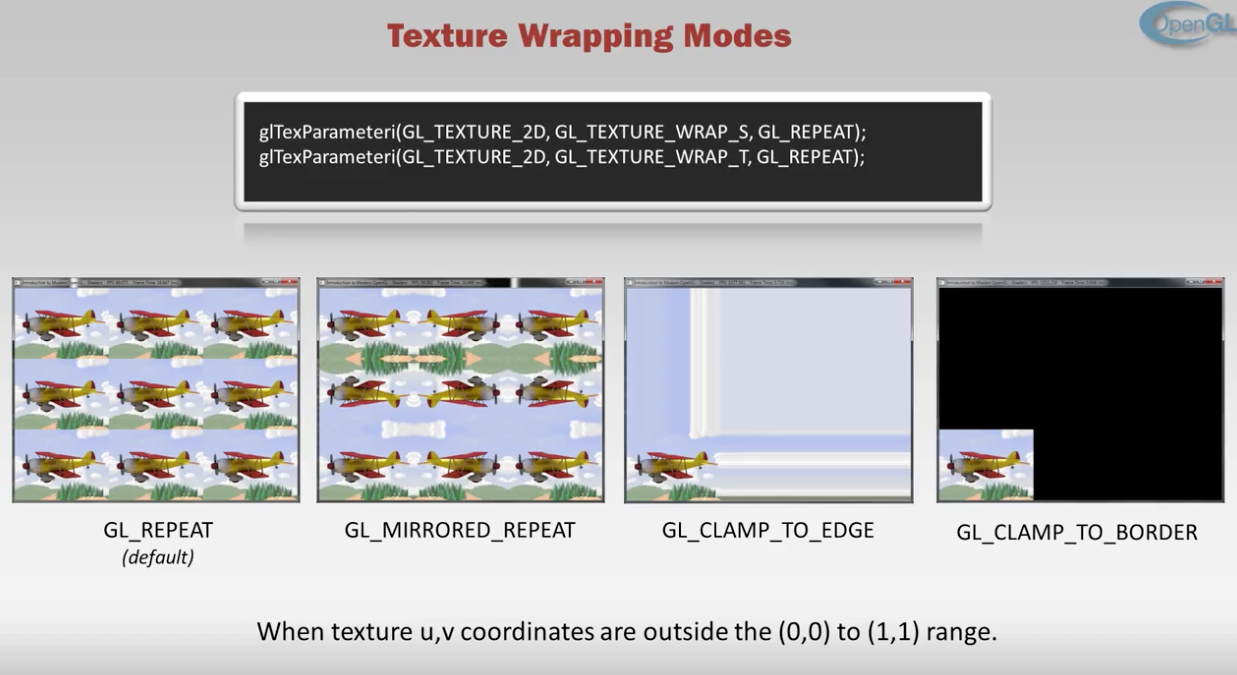 Texture Wrapping Modes
OpenGL
glTexParameteri(GL_TEXTURE_2D, GL_TEXTURE_WRAP_S, GL_REPEAT);
glTexParameteri(GL_TEXTURE_2D, GL_TEXTURE_WRAP_T, GL_REPEAT);
GL_REPEAT
(default)
GL_MIRRORED_REPEAT
GL_CLAMP_TO_EDGE
GL_CLAMP_TO_BORDER
When texture u,v coordinates are outside the (0,0) to (1,1) range.